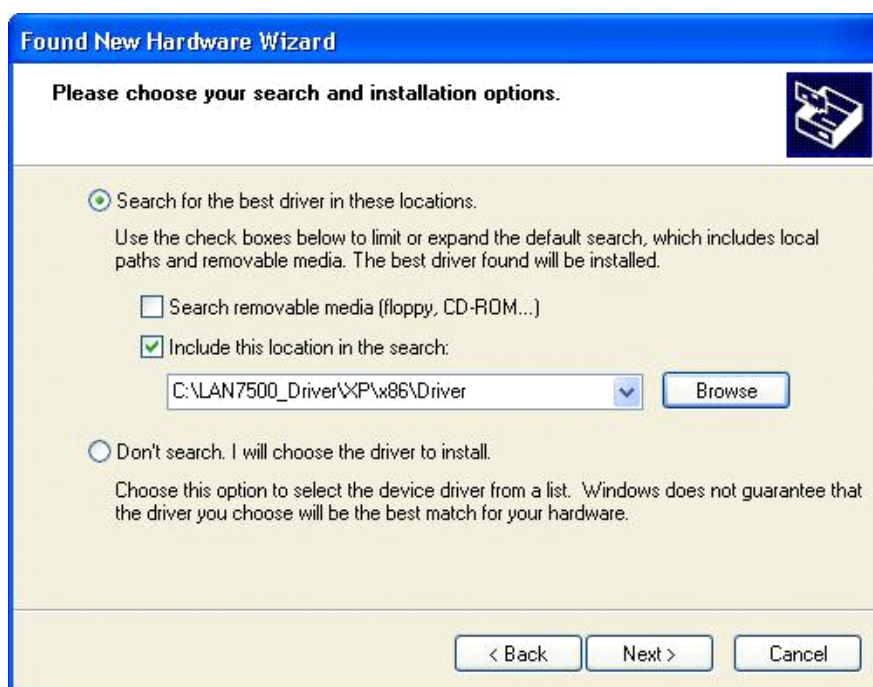 Found New Hardware Wizard
Please choose your search and installation options.
Search for the best driver in these locations.
Use the check boxes below to limit or expand the default search, which includes local
paths and removable media. The best driver found will be installed.
Search removable media (floppy, CD-ROM...)
Include this location in the search:
C:\LAN7500_Driver\XP\x86\Driver
Browse
Don't search. I will choose the driver to install.
Choose this option to select the device driver from a list. Windows does not guarantee that
the driver you choose will be the best match for your hardware.
< Back Next > Cancel